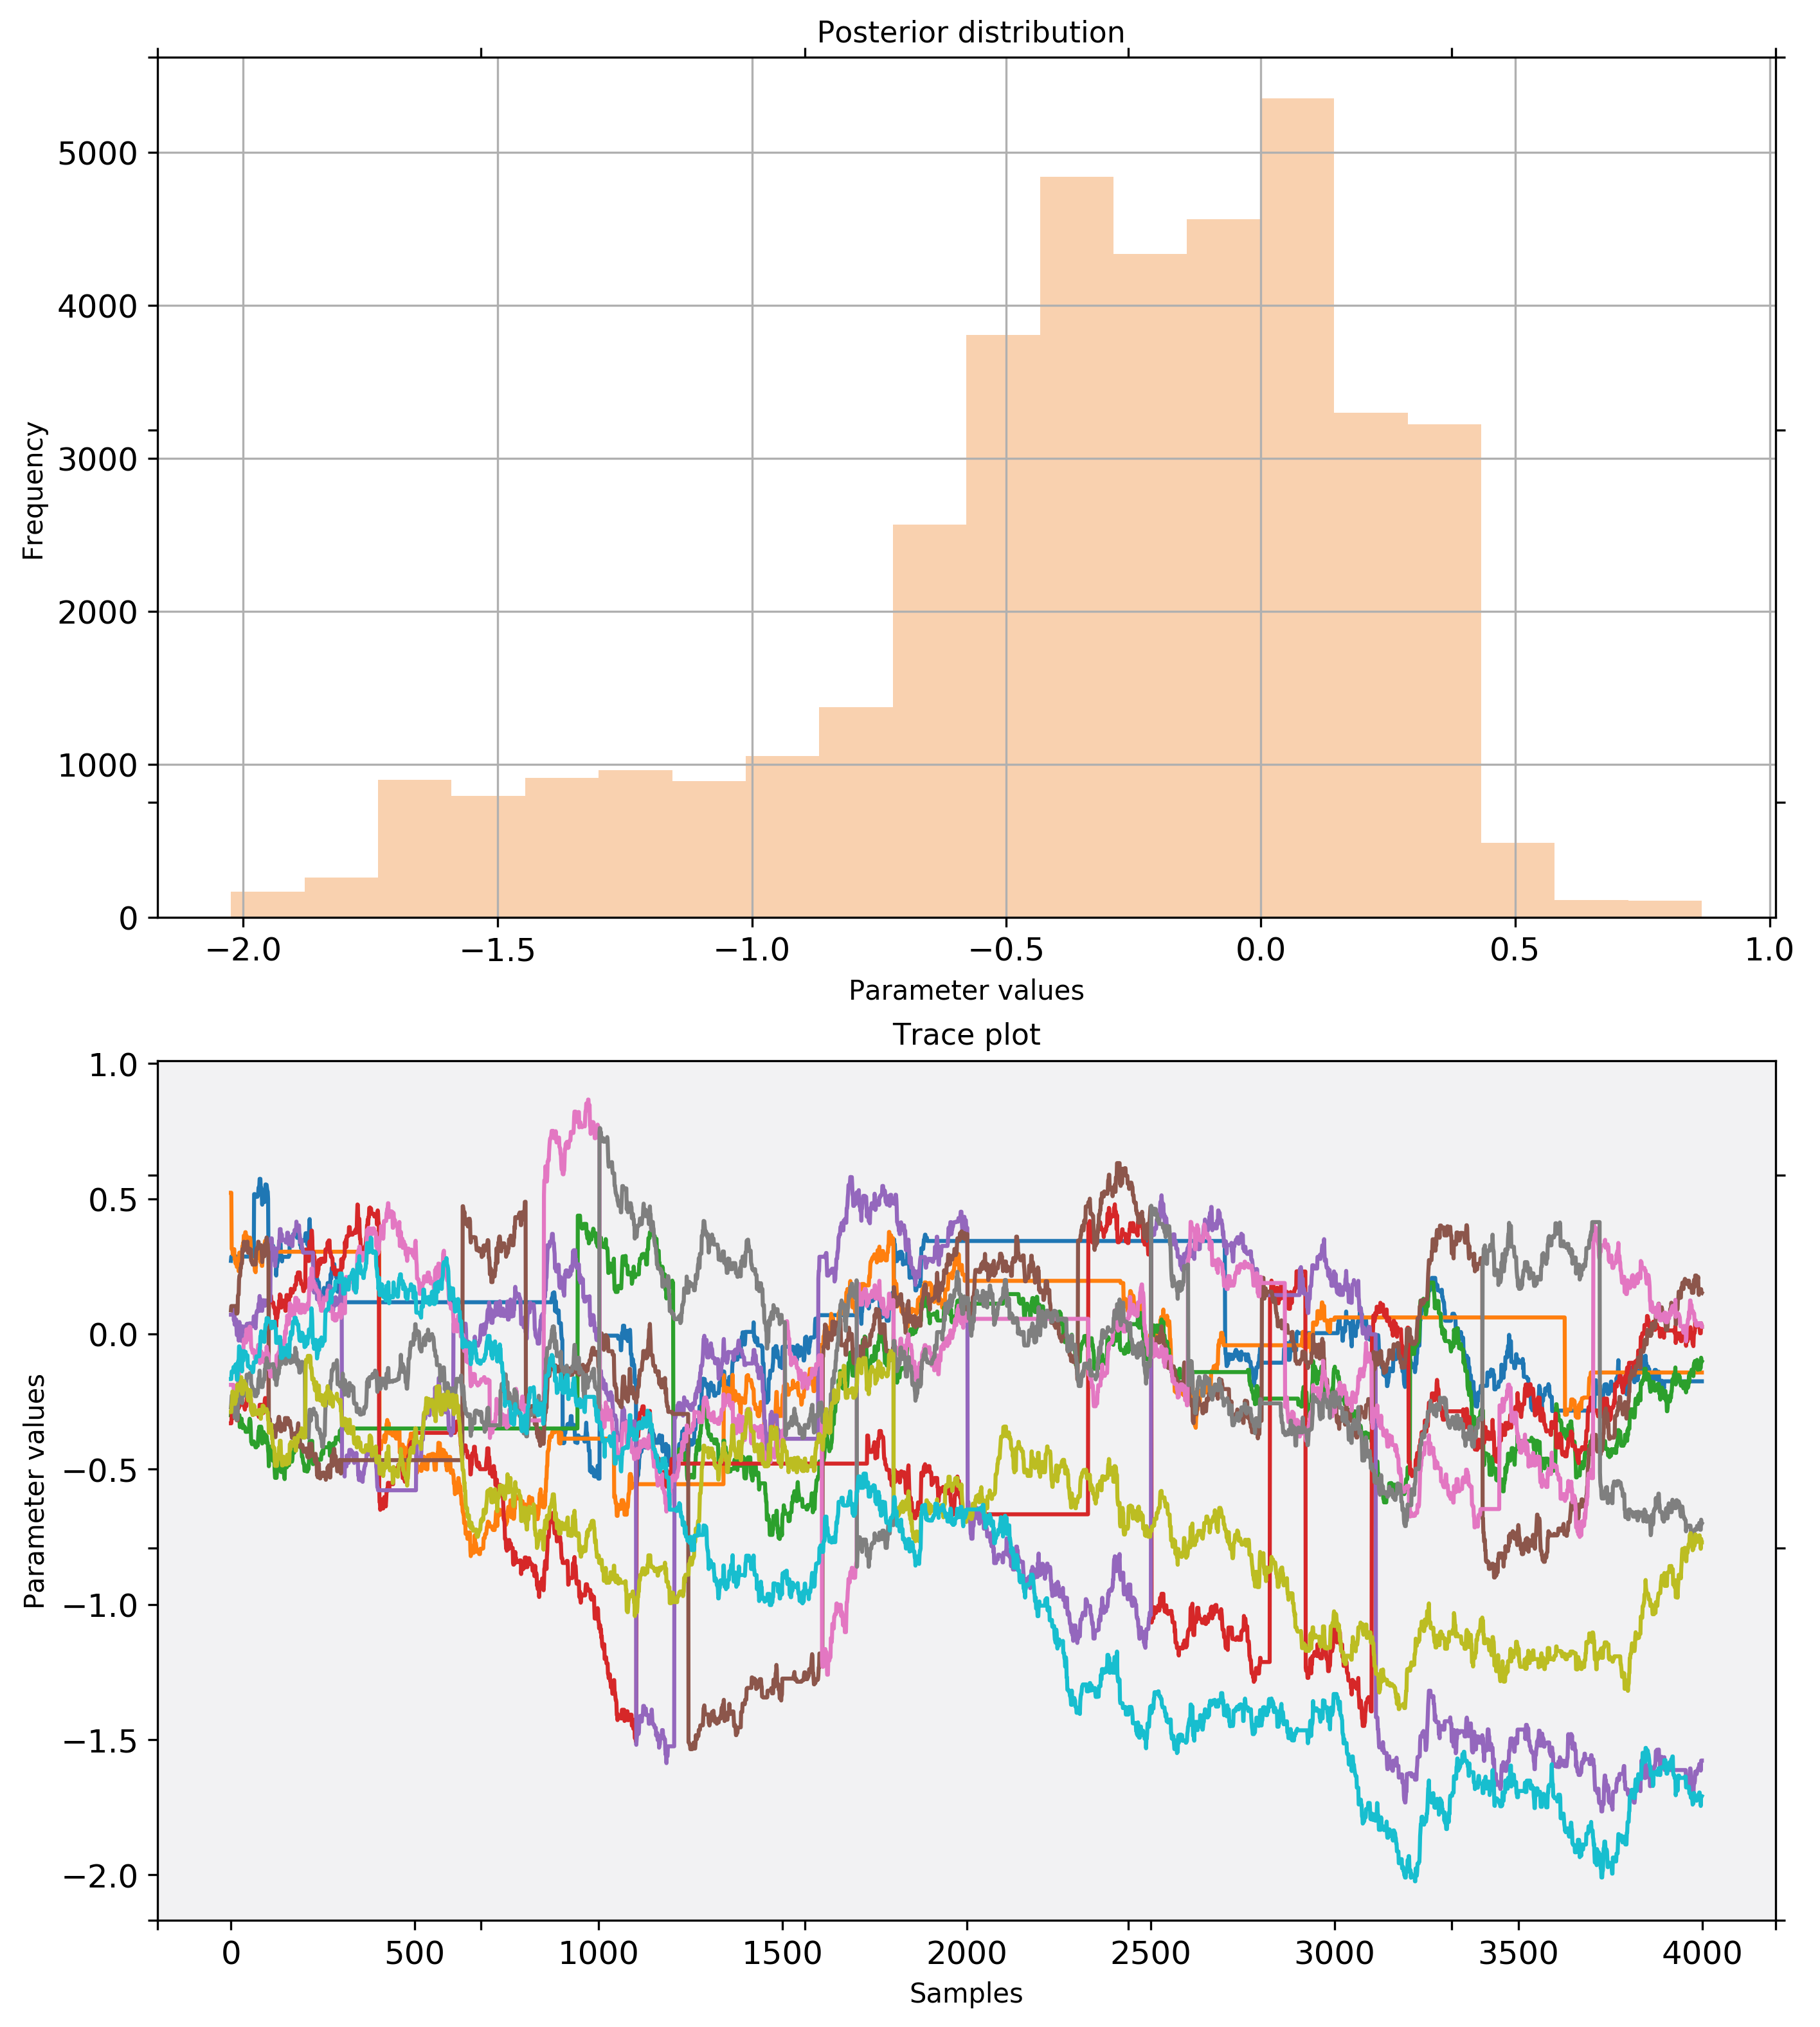 Posterior distribution
5000
4000
3000
2000
1000
0
Frequency
−2.0 −1.5 −1.0 −0.5 0.0 0.5 1.0
Parameter values
Trace plot
1.0
0.5
0.0
−0.5
−1.0
−1.5
−2.0
Parameter values
0 500 1000 1500 2000 2500 3000 3500 4000
Samples